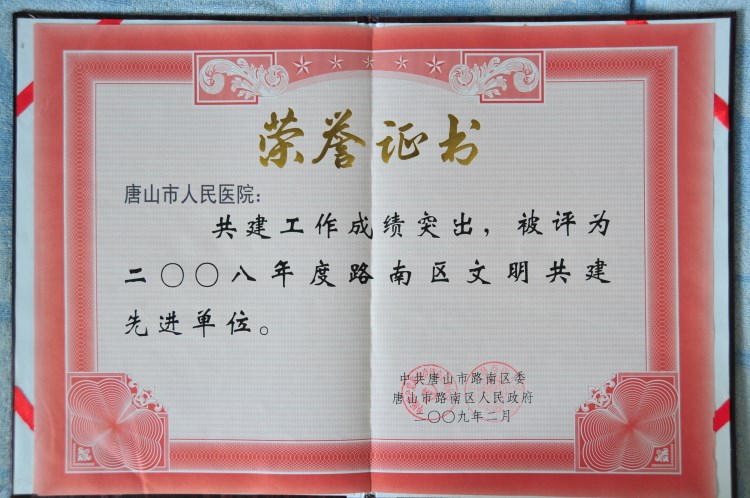 荣誉证书
唐山市人民医院：
共建工作成绩突出，被评为
二〇〇八年度路南区文明共建
先进单位。
中共唐山市路南区委
唐山市路南区人民政府
二〇〇九年二月